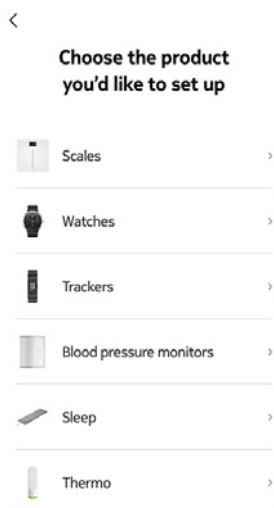 Choose the product
you'd like to set up
Scales
Watches
Trackers
Blood pressure monitors
Sleep
Thermo